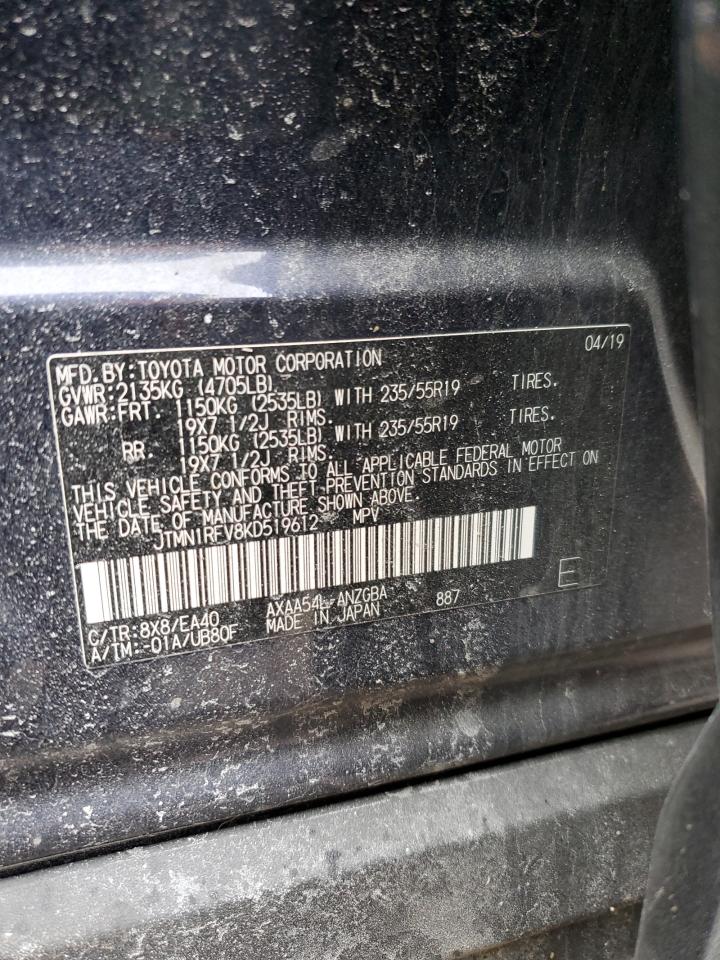 MFD.BY:TOYOTA MOTOR CORPORATION 04/19
GVWR:2135KG (4705LB)
GAWR:FRT. 1150KG (2535LB) WITH 235/55R19 TIRES.
19X7 1/2J RIMS.
RR. 1150KG (2535LB) WITH 235/55R19 TIRES.
19X7 1/2J RIMS.
THIS VEHICLE CONFORMS TO ALL APPLICABLE FEDERAL MOTOR
VEHICLE SAFETY AND THEFT PREVENTION STANDARDS IN EFFECT ON
THE DATE OF MANUFACTURE SHOWN ABOVE.
JTMN1RFV8KD519612 MPV
C/TR:8X8/EA40 AXAA54L-ANZGBA 887 E
A/TM:-01A/UB80F MADE IN JAPAN